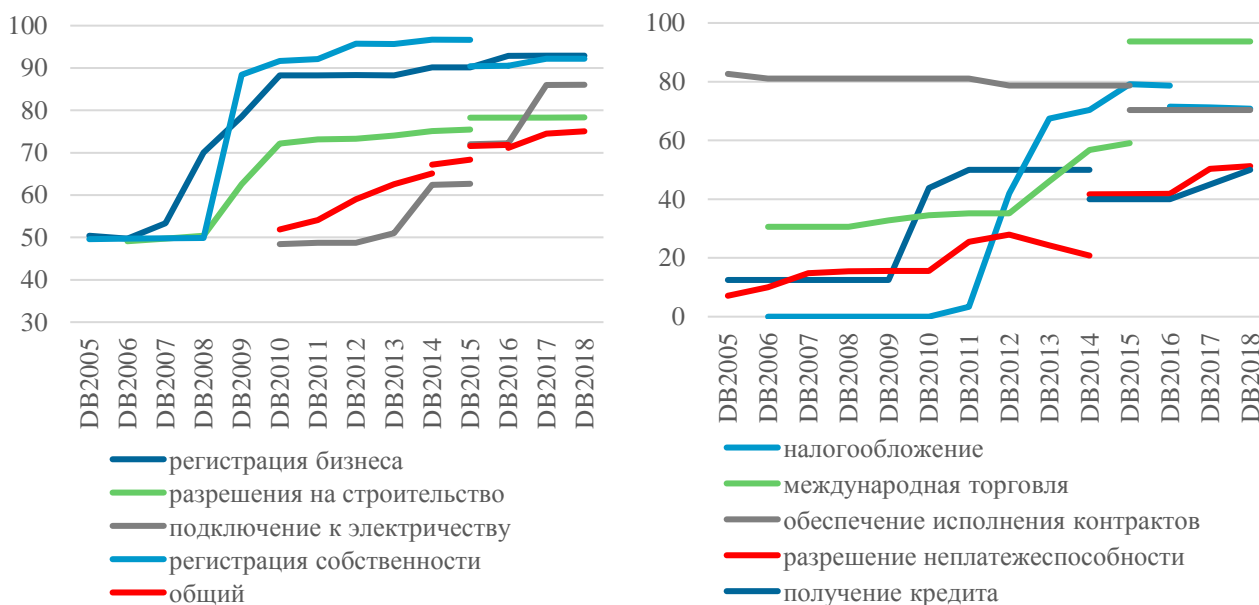 100
90
80
70
60
50
40
30
DB2005
DB2006
DB2007
DB2008
DB2009
DB2010
DB2011
DB2012
DB2013
DB2014
DB2015
DB2016
DB2017
DB2018
регистрация бизнеса
разрешения на строительство
подключение к электричеству
регистрация собственности
общий
100
80
60
40
20
0
DB2005
DB2006
DB2007
DB2008
DB2009
DB2010
DB2011
DB2012
DB2013
DB2014
DB2015
DB2016
DB2017
DB2018
налогообложение
международная торговля
обеспечение исполнения контрактов
разрешение неплатежеспособности
получение кредита